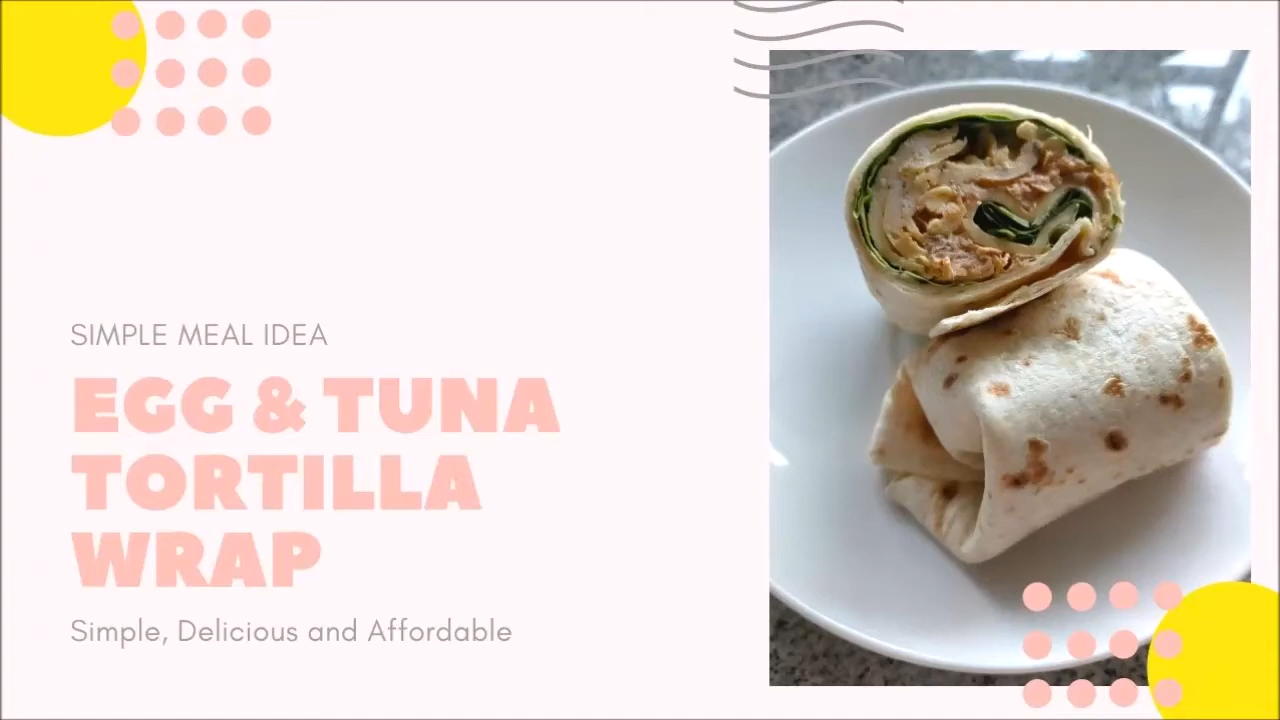 SIMPLE MEAL IDEA
EGG & TUNA
TORTILLA
WRAP
Simple, Delicious and Affordable